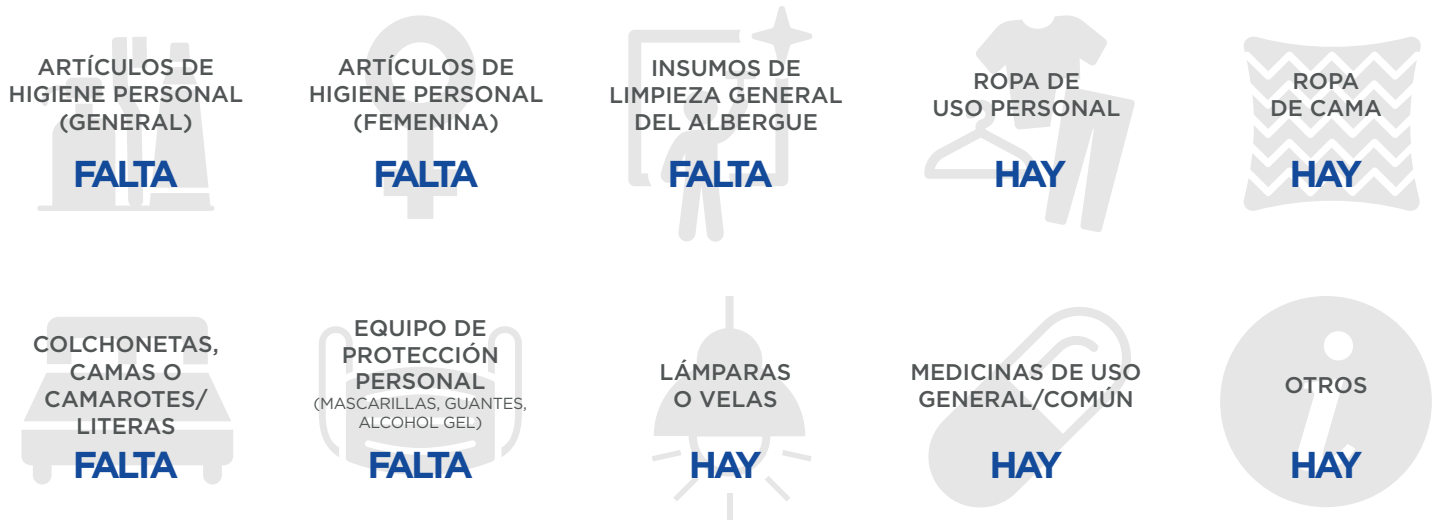 ARTÍCULOS DE
HIGIENE PERSONAL
(GENERAL)
FALTA
ARTÍCULOS DE
HIGIENE PERSONAL
(FEMENINA)
FALTA
INSUMOS DE
LIMPIEZA GENERAL
DEL ALBERGUE
FALTA
ROPA DE
USO PERSONAL
HAY
ROPA
DE CAMA
HAY
COLCHONETAS,
CAMAS O
CAMAROTES/
LITERAS
FALTA
EQUIPO DE
PROTECCIÓN
PERSONAL
(MASCARILLAS, GUANTES,
ALCOHOL GEL)
FALTA
LÁMPARAS
O VELAS
HAY
MEDICINAS DE USO
GENERAL/COMÚN
HAY
OTROS
HAY